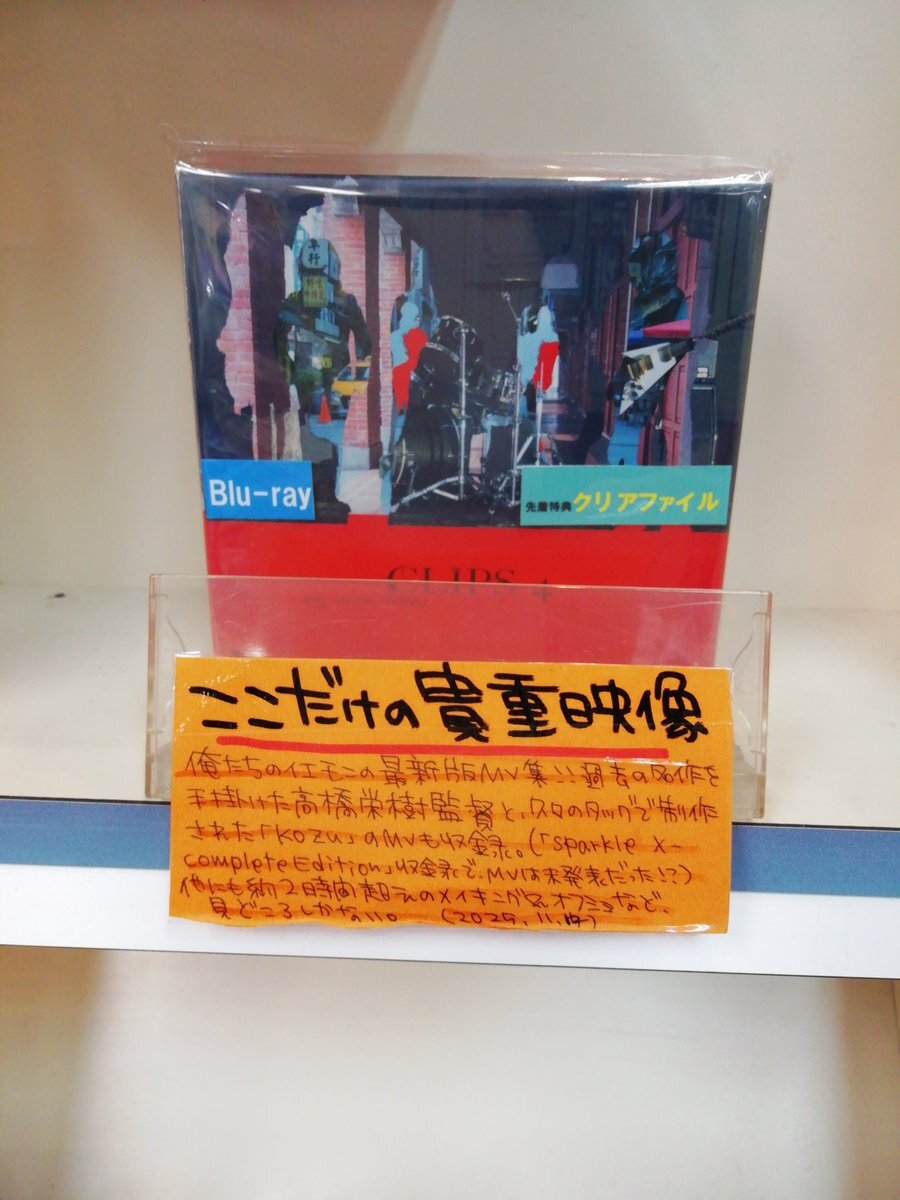 車行
Blu-ray
先着特典クリアファイル
CLIPS 4
ここだけの貴重映像
俺たちのイエモンの最新版MV集!! 過去の名作を
手掛けた高橋栄樹監督と、久々のタッグで制作
された「kozu」のMVも収録。(「sparkle X-
complete Edition」収録で、MVは未発表だった!?)
他にも約2時間超えのメイキング&オフショなど、
見どころしかない。 (2025.11.